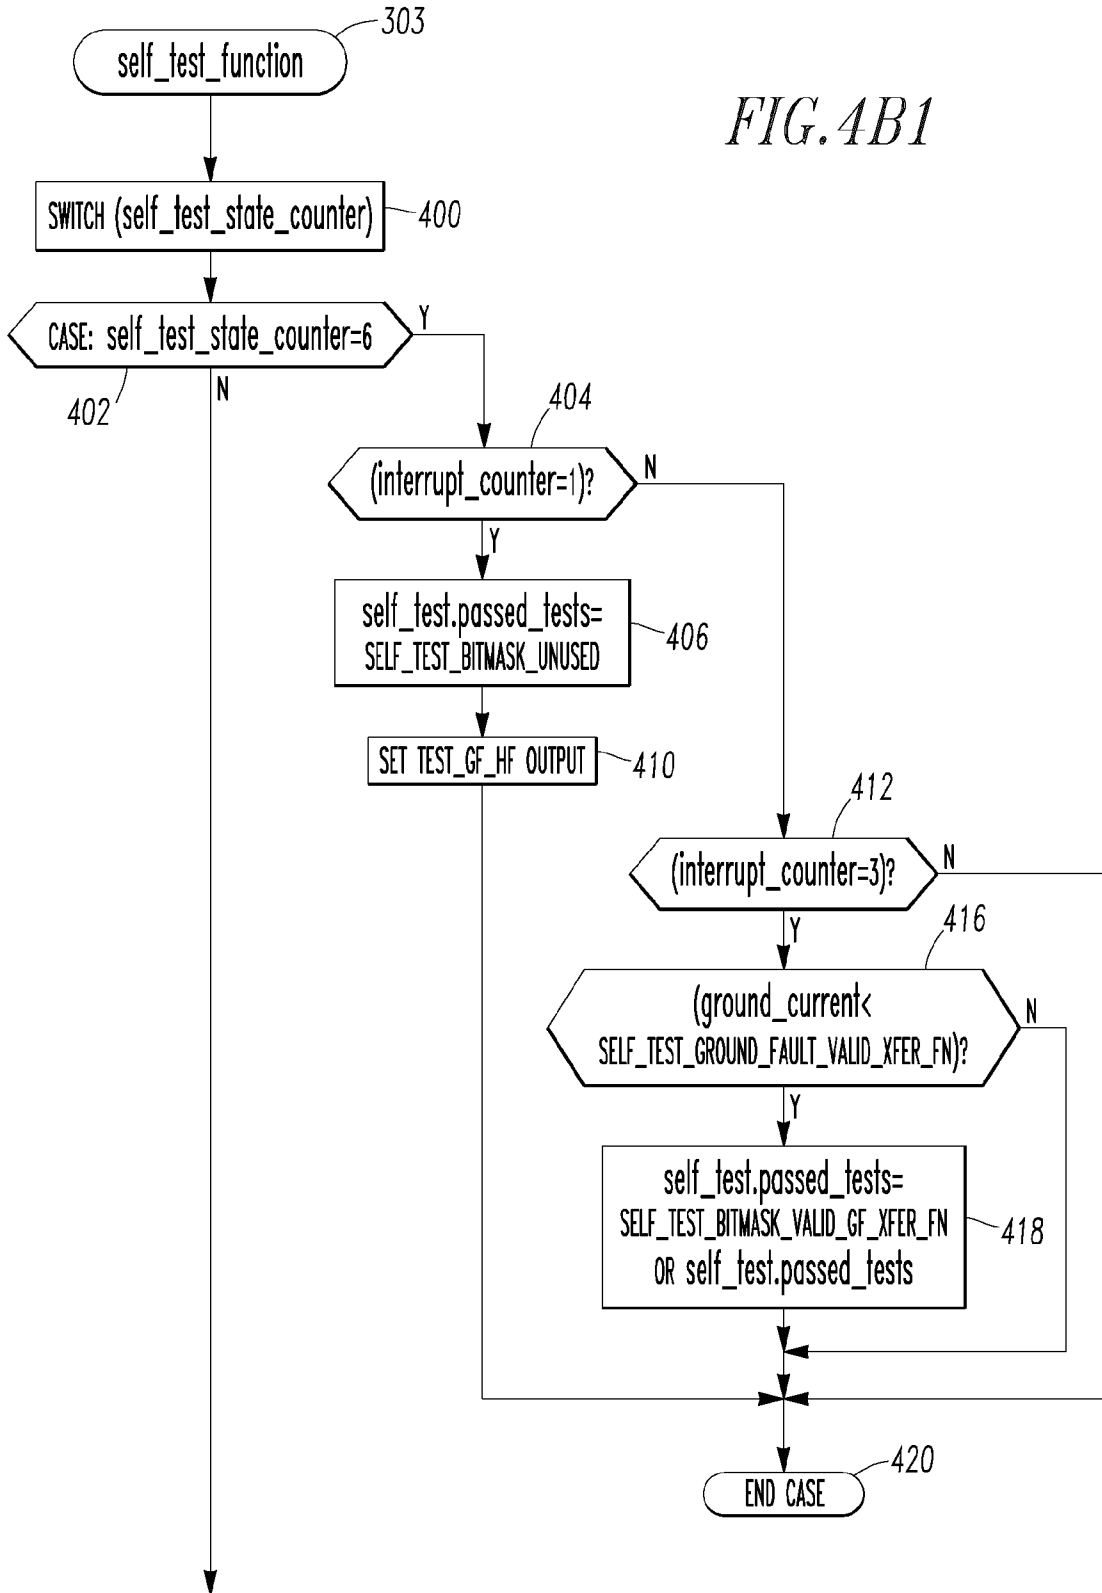 303
self_test_function
FIG.4B1
SWITCH (self_test_state_counter)
400
CASE: self_test_state_counter=6
Y
402
N
404
(interrupt_counter=1)?
N
Y
self_test.passed_tests=
SELF_TEST_BITMASK_UNUSED
406
SET TEST_GF_HF OUTPUT
410
412
(interrupt_counter=3)?
N
Y
416
(ground_current<
SELF_TEST_GROUND_FAULT_VALID_XFER_FN)?
N
Y
self_test.passed_tests=
SELF_TEST_BITMASK_VALID_GF_XFER_FN
OR self_test.passed_tests
418
420
END CASE